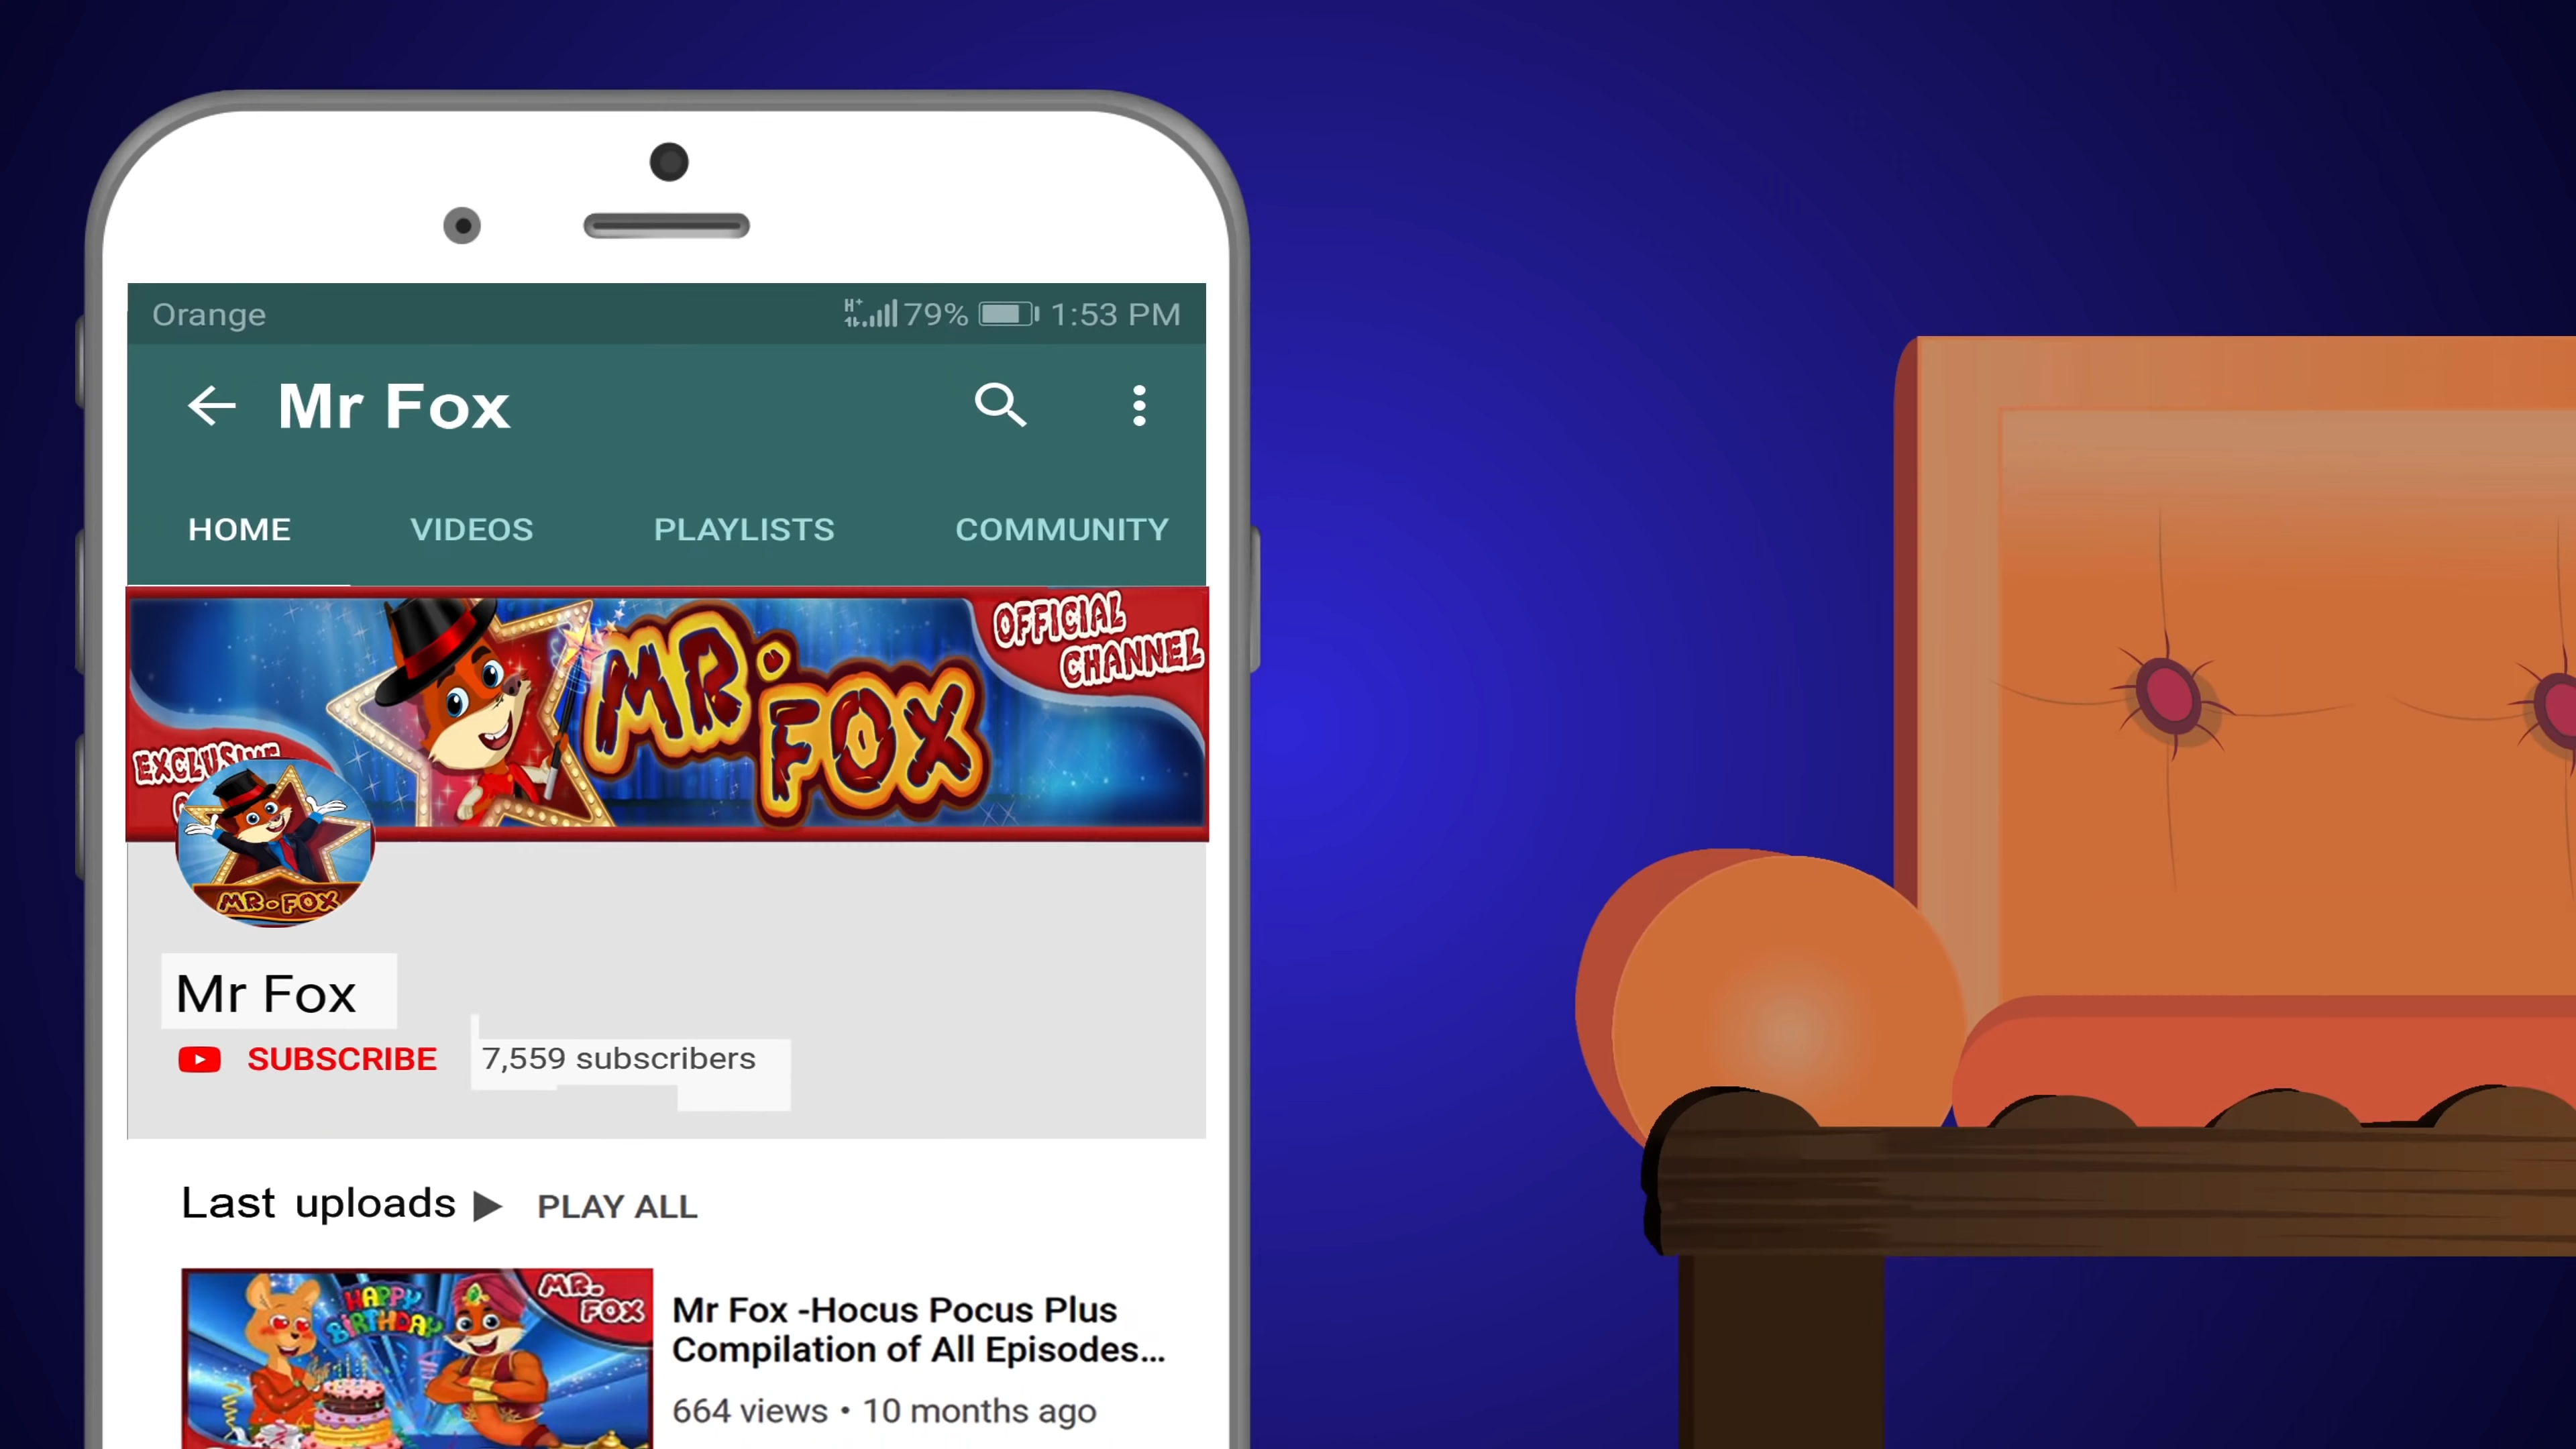 Orange
H+ 79% 1:53 PM
Mr Fox
HOME VIDEOS PLAYLISTS COMMUNITY
OFFICIAL
CHANNEL
MR.
FOX
EXCLUSIVE
MR. FOX
Mr Fox
SUBSCRIBE 7,559 subscribers
Last uploads PLAY ALL
HAPPY
BIRTHDAY
MR.
FOX
Mr Fox -Hocus Pocus Plus
Compilation of All Episodes...
664 views • 10 months ago